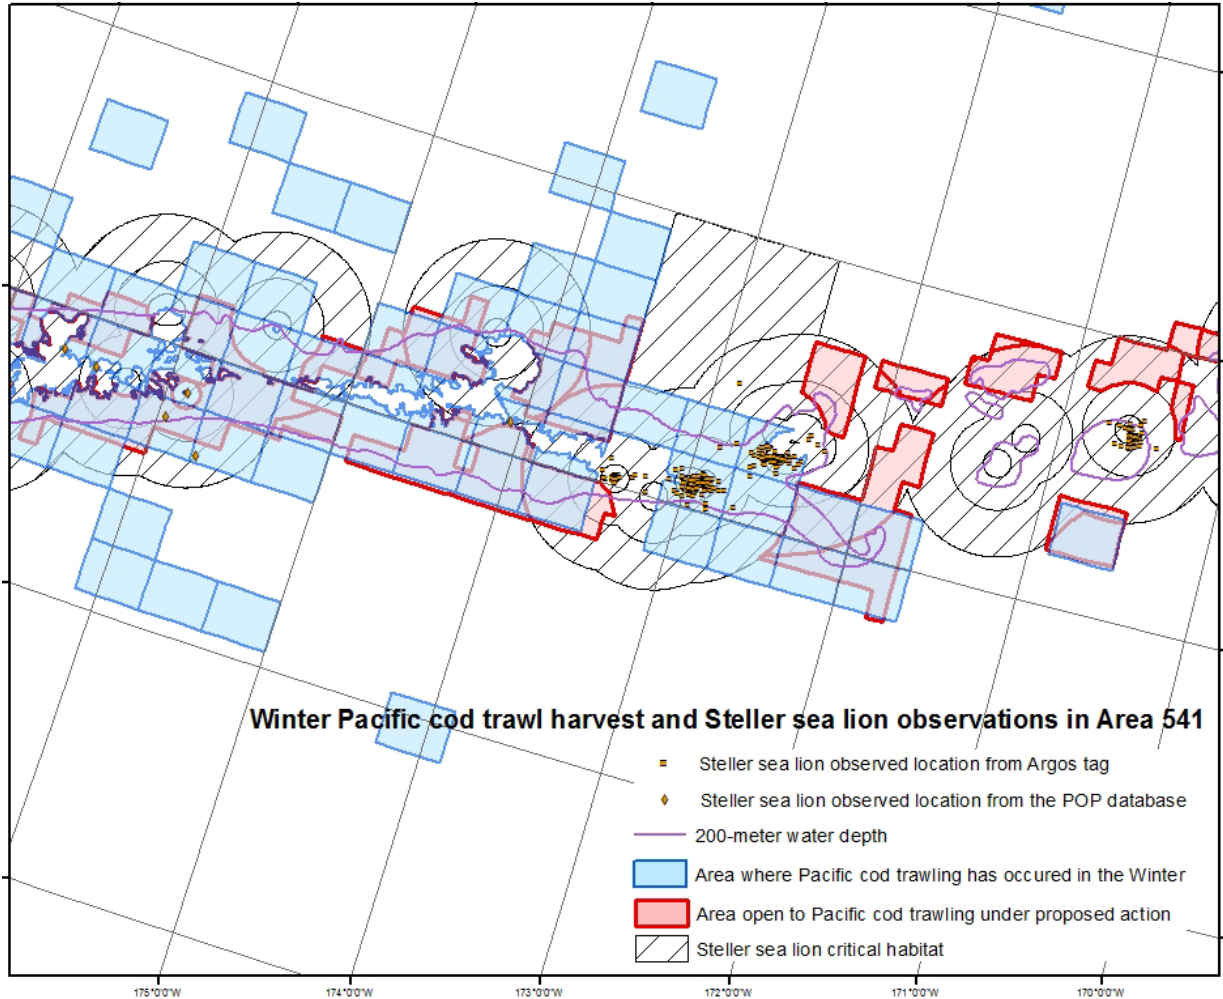 Winter Pacific cod trawl harvest and Steller sea lion observations in Area 541
Steller sea lion observed location from Argos tag
Steller sea lion observed location from the POP database
200-meter water depth
Area where Pacific cod trawling has occured in the Winter
Area open to Pacific cod trawling under proposed action
Steller sea lion critical habitat
175°0'0"W 174°0'0"W 173°0'0"W 172°0'0"W 171°0'0"W 170°0'0"W